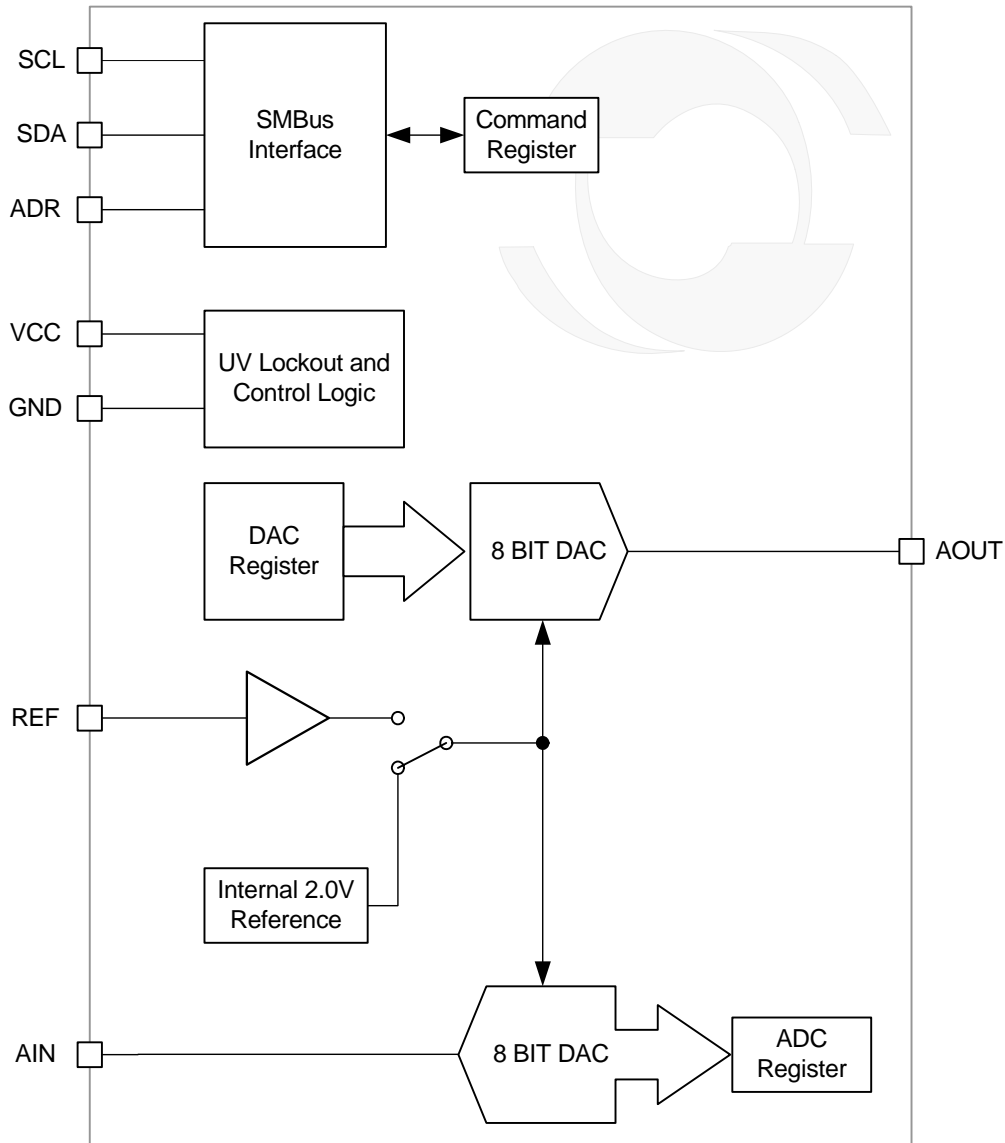 SCL
SMBus
Interface
Command
Register
SDA
ADR
VCC
UV Lockout and
Control Logic
GND
DAC
Register
8 BIT DAC
AOUT
REF
Internal 2.0V
Reference
AIN
8 BIT DAC
ADC
Register